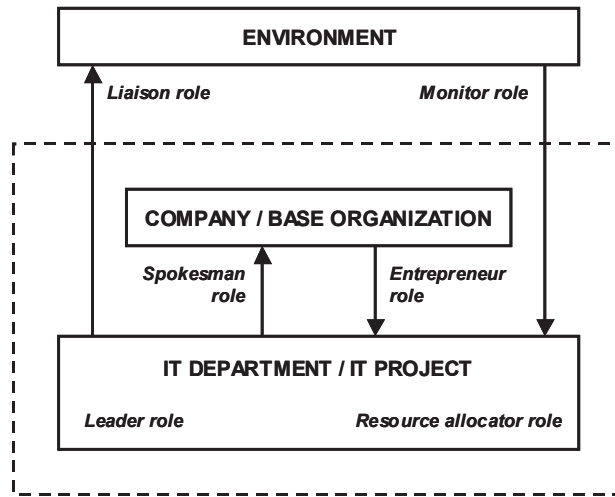 ENVIRONMENT
Liaison role
Monitor role
COMPANY / BASE ORGANIZATION
Spokesman
role
Entrepreneur
role
IT DEPARTMENT / IT PROJECT
Leader role
Resource allocator role